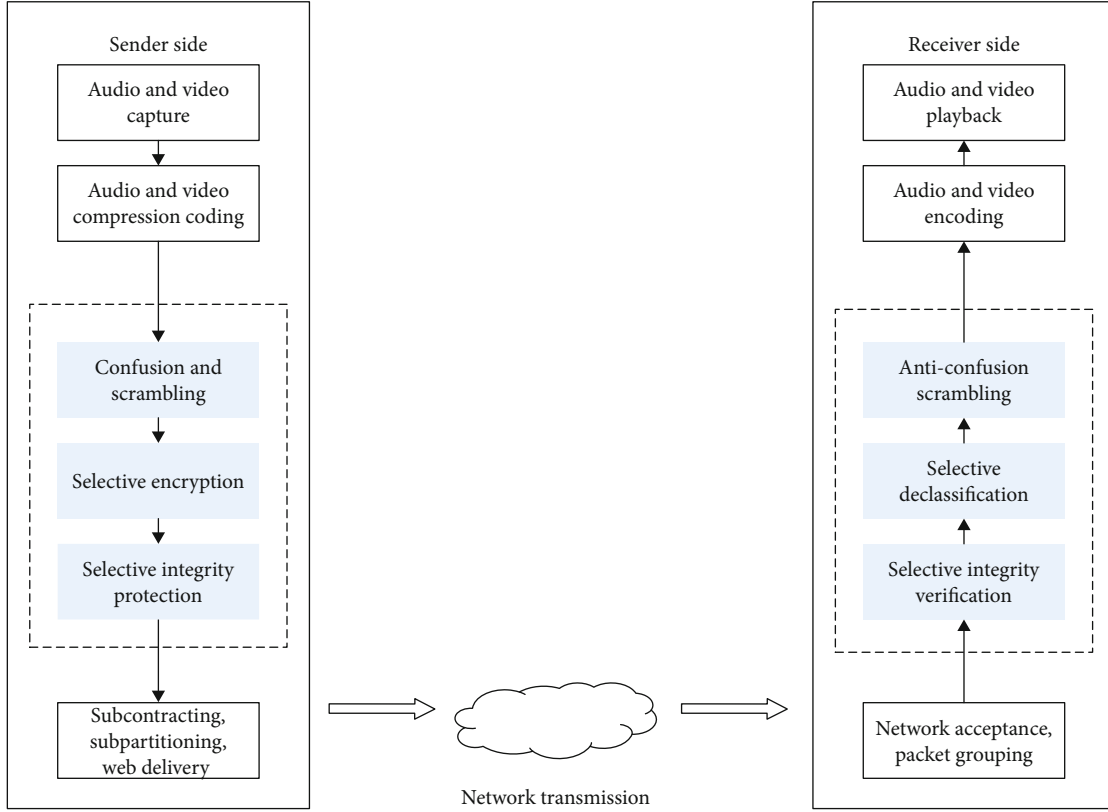 Sender side
Audio and video
capture
Audio and video
compression coding
Confusion and
scrambling
Selective encryption
Selective integrity
protection
Subcontracting,
subpartitioning,
web delivery
Network transmission
Receiver side
Audio and video
playback
Audio and video
encoding
Anti-confusion
scrambling
Selective
declassification
Selective integrity
verification
Network acceptance,
packet grouping